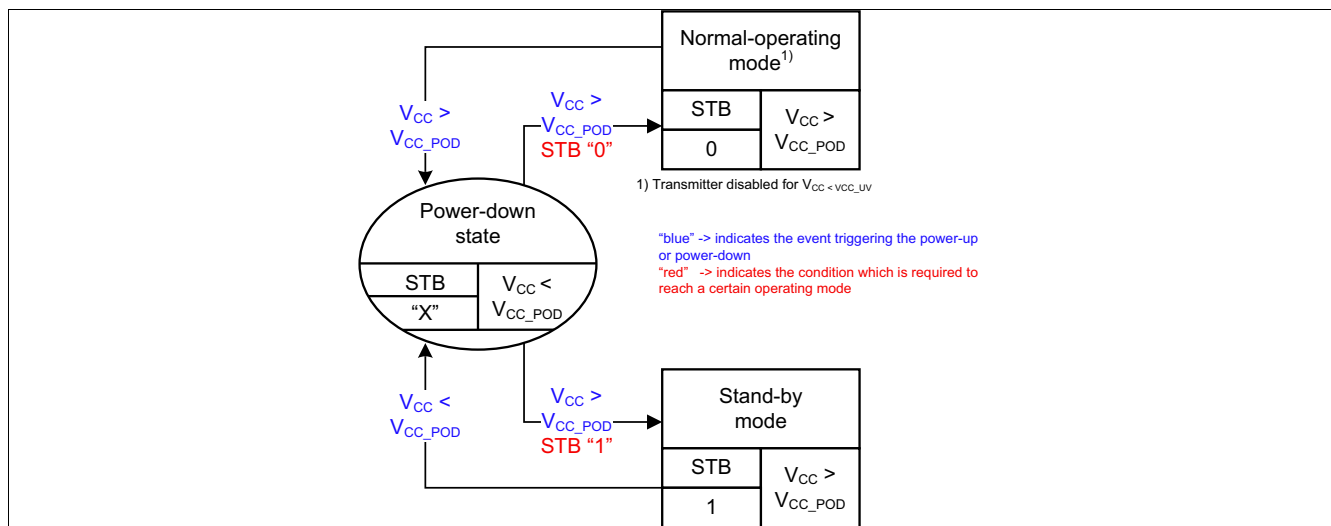 Normal-operating
mode1)
STB
0
VCC >
VCC_POD
VCC >
VCC_POD
VCC >
VCC_POD
STB “0”
1) Transmitter disabled for VCC < VCC_UV
Power-down
state
STB
“X”
VCC <
VCC_POD
“blue” -> indicates the event triggering the power-up
or power-down
“red” -> indicates the condition which is required to
reach a certain operating mode
VCC <
VCC_POD
VCC >
VCC_POD
STB “1”
Stand-by
mode
STB
1
VCC >
VCC_POD